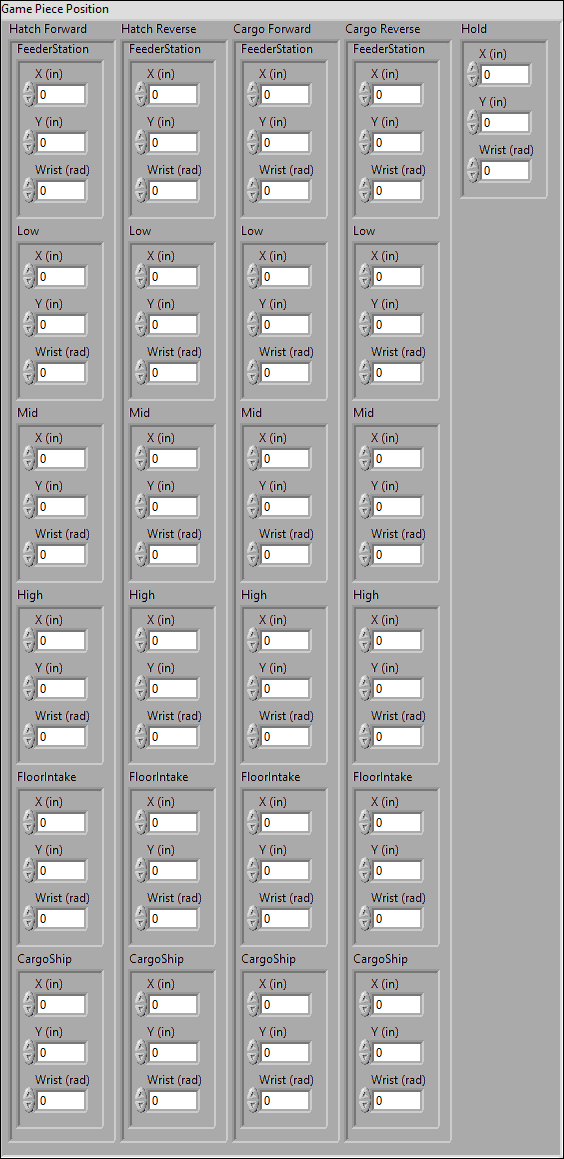 Game Piece Position
Hatch Forward
FeederStation
X (in)
0
Y (in)
0
Wrist (rad)
0
Low
X (in)
0
Y (in)
0
Wrist (rad)
0
Mid
X (in)
0
Y (in)
0
Wrist (rad)
0
High
X (in)
0
Y (in)
0
Wrist (rad)
0
FloorIntake
X (in)
0
Y (in)
0
Wrist (rad)
0
CargoShip
X (in)
0
Y (in)
0
Wrist (rad)
0
Hatch Reverse
FeederStation
X (in)
0
Y (in)
0
Wrist (rad)
0
Low
X (in)
0
Y (in)
0
Wrist (rad)
0
Mid
X (in)
0
Y (in)
0
Wrist (rad)
0
High
X (in)
0
Y (in)
0
Wrist (rad)
0
FloorIntake
X (in)
0
Y (in)
0
Wrist (rad)
0
CargoShip
X (in)
0
Y (in)
0
Wrist (rad)
0
Cargo Forward
FeederStation
X (in)
0
Y (in)
0
Wrist (rad)
0
Low
X (in)
0
Y (in)
0
Wrist (rad)
0
Mid
X (in)
0
Y (in)
0
Wrist (rad)
0
High
X (in)
0
Y (in)
0
Wrist (rad)
0
FloorIntake
X (in)
0
Y (in)
0
Wrist (rad)
0
CargoShip
X (in)
0
Y (in)
0
Wrist (rad)
0
Cargo Reverse
FeederStation
X (in)
0
Y (in)
0
Wrist (rad)
0
Low
X (in)
0
Y (in)
0
Wrist (rad)
0
Mid
X (in)
0
Y (in)
0
Wrist (rad)
0
High
X (in)
0
Y (in)
0
Wrist (rad)
0
FloorIntake
X (in)
0
Y (in)
0
Wrist (rad)
0
CargoShip
X (in)
0
Y (in)
0
Wrist (rad)
0
Hold
X (in)
0
Y (in)
0
Wrist (rad)
0